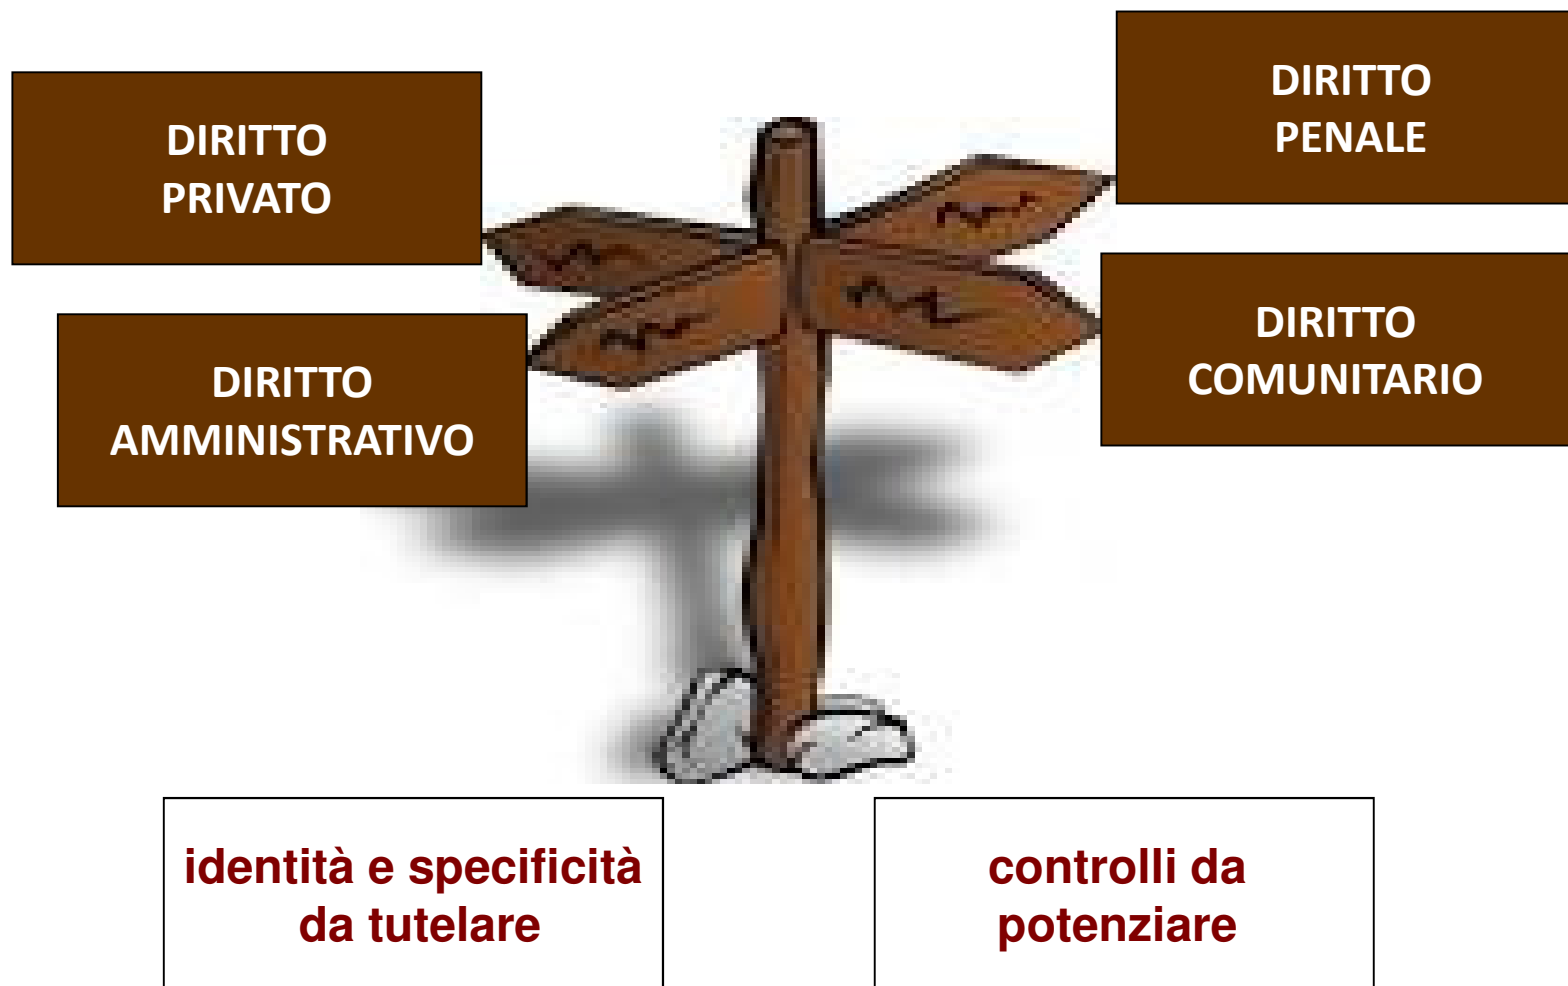 DIRITTO
PRIVATO
DIRITTO
PENALE
DIRITTO
AMMINISTRATIVO
DIRITTO
COMUNITARIO
identità e specificità
da tutelare
controlli da
potenziare